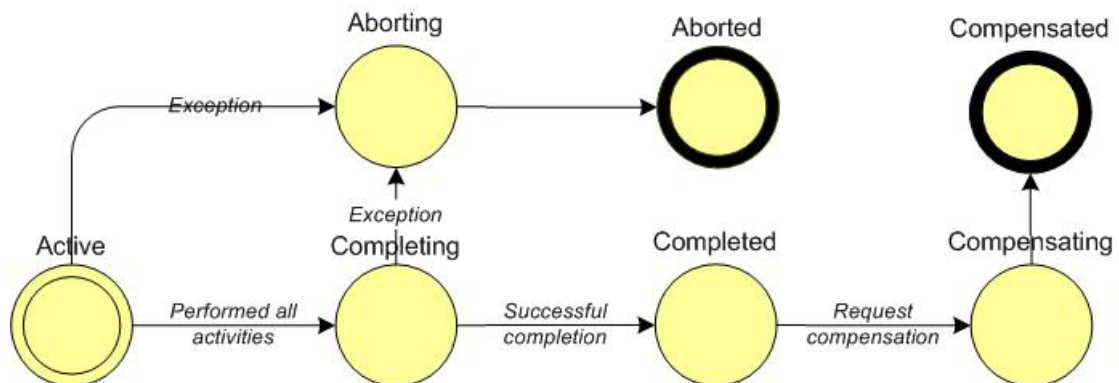 Aborting
Aborted
Compensated
Exception
Exception
Active
Completing
Completed
Compensating
Performed all
activities
Successful
completion
Request
compensation